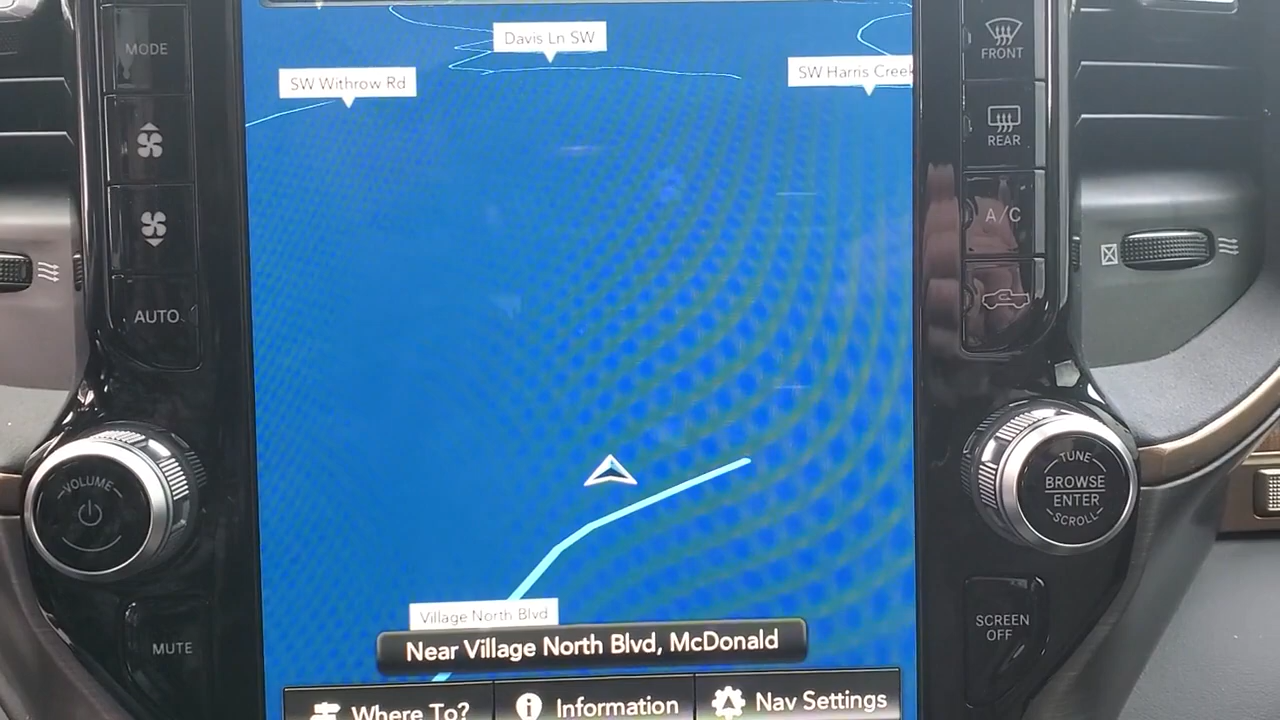 MODE
Davis Ln SW
FRONT
SW Withrow Rd
SW Harris Creek
REAR
A/C
AUTO
VOLUME
TUNE
BROWSE
ENTER
SCROLL
Village North Blvd
SCREEN
OFF
MUTE
Near Village North Blvd, McDonald
Where To?
Information
Nav Settings